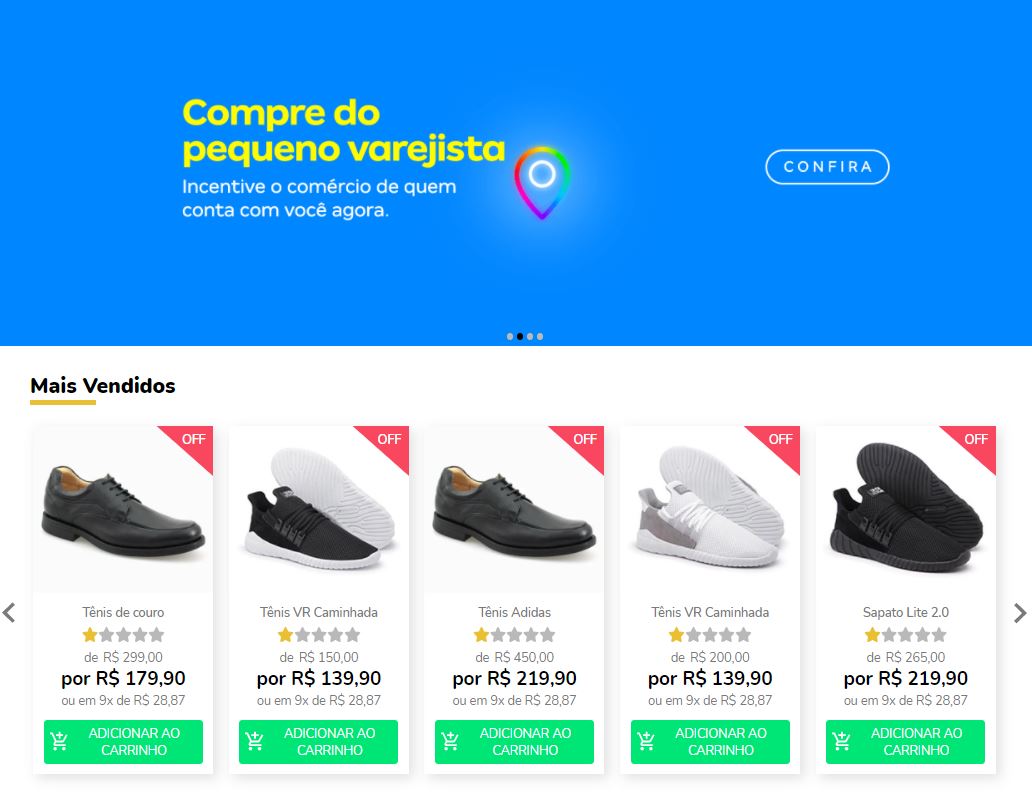 Compre do
pequeno varejista
Incentive o comércio de quem
conta com você agora.
CONFIRA
Mais Vendidos
OFF
OFF
OFF
OFF
OFF
Tênis de couro
de R$ 299,00
por R$ 179,90
ou em 9x de R$ 28,87
ADICIONAR AO
CARRINHO
Tênis VR Caminhada
de R$ 150,00
por R$ 139,90
ou em 9x de R$ 28,87
ADICIONAR AO
CARRINHO
Tênis Adidas
de R$ 450,00
por R$ 219,90
ou em 9x de R$ 28,87
ADICIONAR AO
CARRINHO
Tênis VR Caminhada
de R$ 200,00
por R$ 139,90
ou em 9x de R$ 28,87
ADICIONAR AO
CARRINHO
Sapato Lite 2.0
de R$ 265,00
por R$ 219,90
ou em 9x de R$ 28,87
ADICIONAR AO
CARRINHO